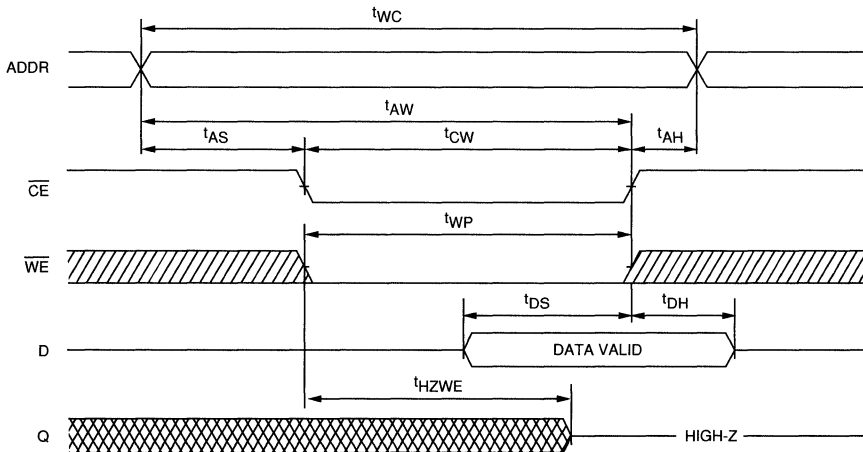 tWC
ADDR
tAW
tAS tCW tAH
CE
tWP
WE
tDS tDH
D DATA VALID
tHZWE
Q HIGH-Z